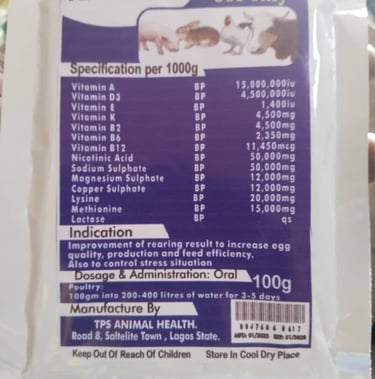 Use Only
Specification per 1000g
Vitamin A BP 15,000,000iu
Vitamin D3 BP 4,500,000iu
Vitamin E BP 1,400iu
Vitamin K BP 4,500mg
Vitamin B2 BP 4,500mg
Vitamin B6 BP 2,350mg
Vitamin B12 BP 11,450mcg
Nicotinic Acid BP 50,000mg
Sodium Sulphate BP 50,000mg
Magnesium Sulphate BP 12,000mg
Copper Sulphate BP 12,000mg
Lysine BP 20,000mg
Methionine BP 15,000mg
Lactose BP qs
Indication
Improvement of rearing result to increase egg
quality, production and feed efficiency.
Also to control stress situation
Dosage & Administration: Oral 100g
Poultry:
100gm into 200-400 litres of water for 3-5 days
Manufacture By
TPS ANIMAL HEALTH.
Road 8, Saltelite Town, Lagos State.
Keep Out Of Reach Of Children Store In Cool Dry Place